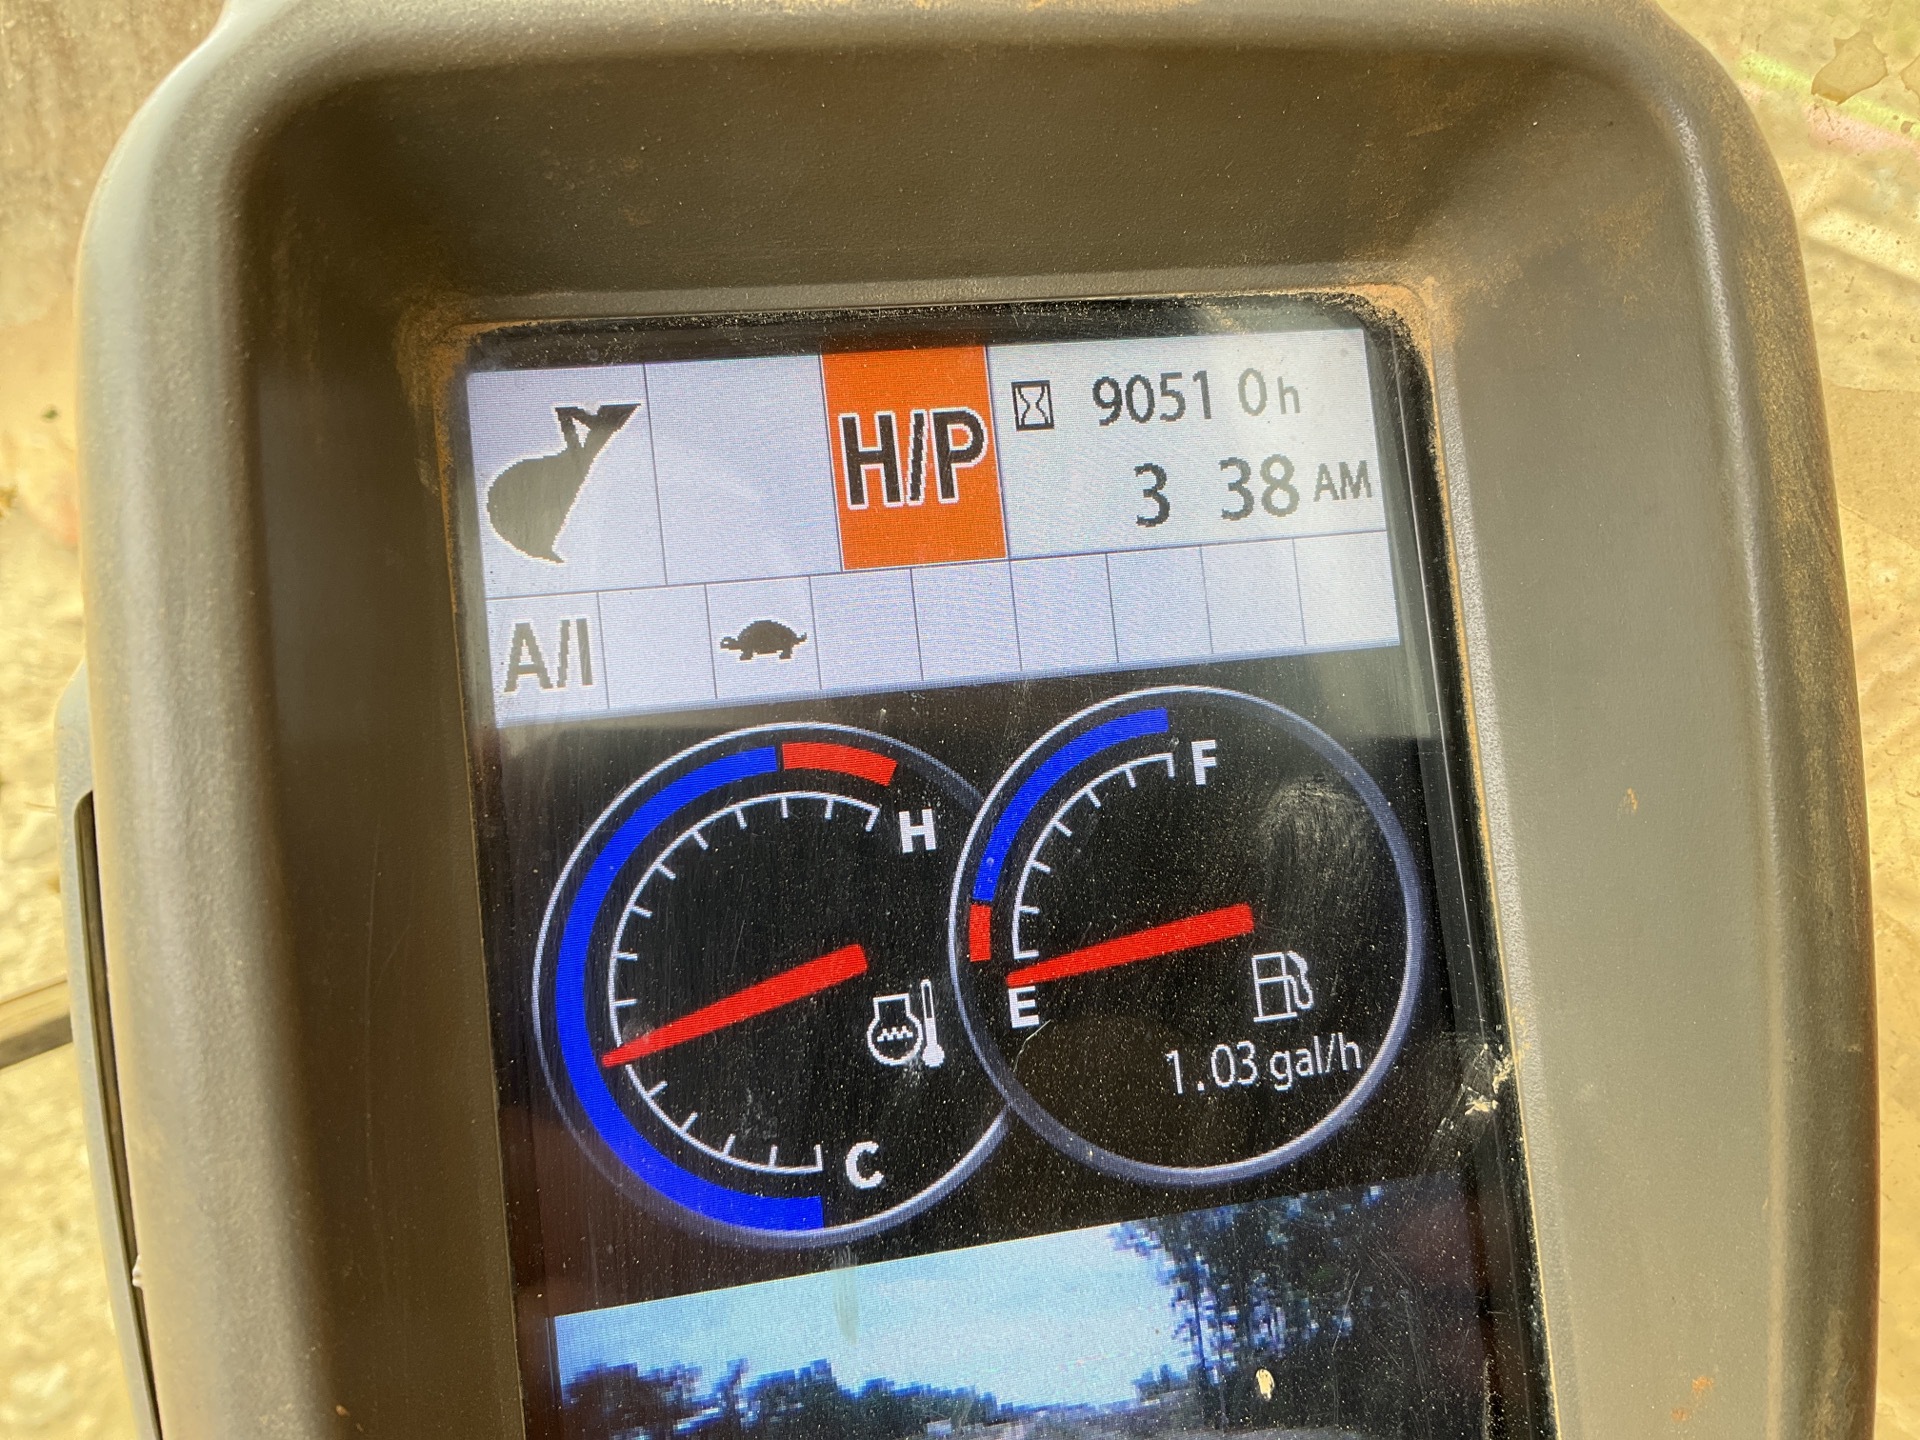 H/P
9051 0h
3 38 AM
A/I
H
C
F
E
1.03 gal/h